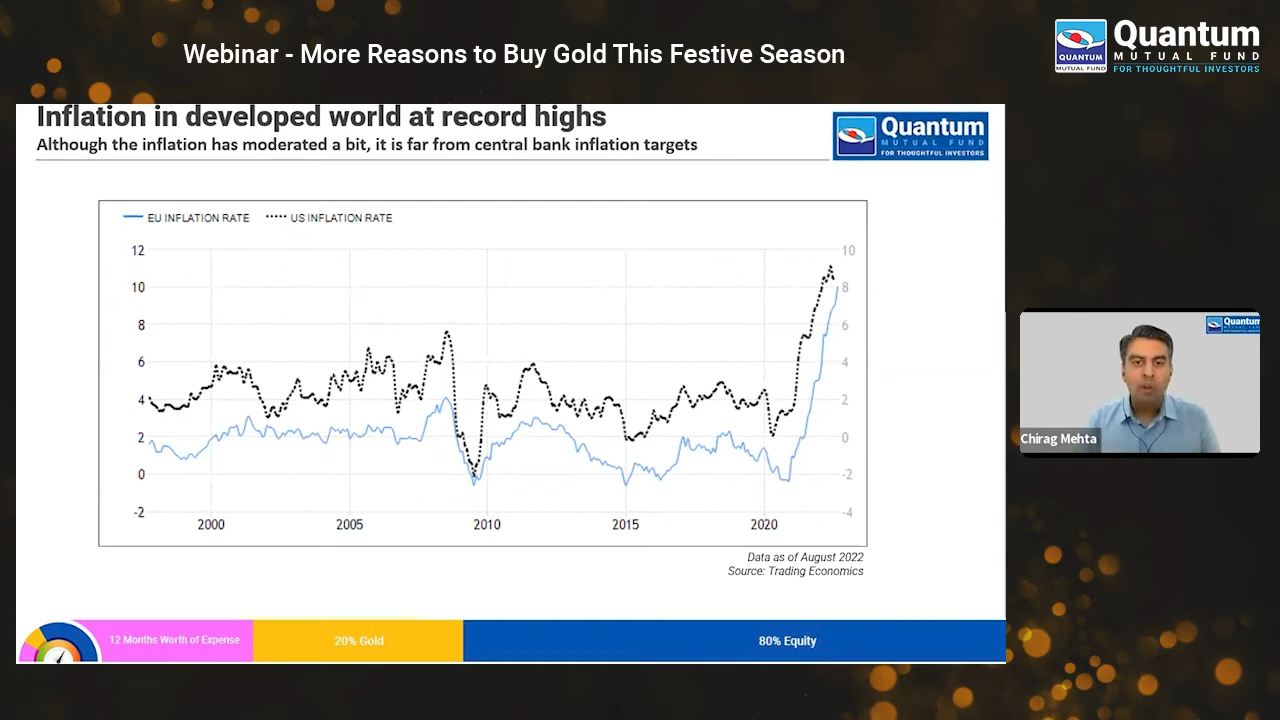 Webinar - More Reasons to Buy Gold This Festive Season
QUANTUM
MUTUAL FUND
Quantum
MUTUAL FUND
FOR THOUGHTFUL INVESTORS
Inflation in developed world at record highs
Although the inflation has moderated a bit, it is far from central bank inflation targets
Quantum
MUTUAL FUND
FOR THOUGHTFUL INVESTORS
EU INFLATION RATE US INFLATION RATE
12 10
10 8
8 6
6 4
4 2
2 0
0 -2
-2 -4
2000 2005 2010 2015 2020
Data as of August 2022
Source: Trading Economics
Quantum
Chirag Mehta
12 Months Worth of Expense 20% Gold 80% Equity